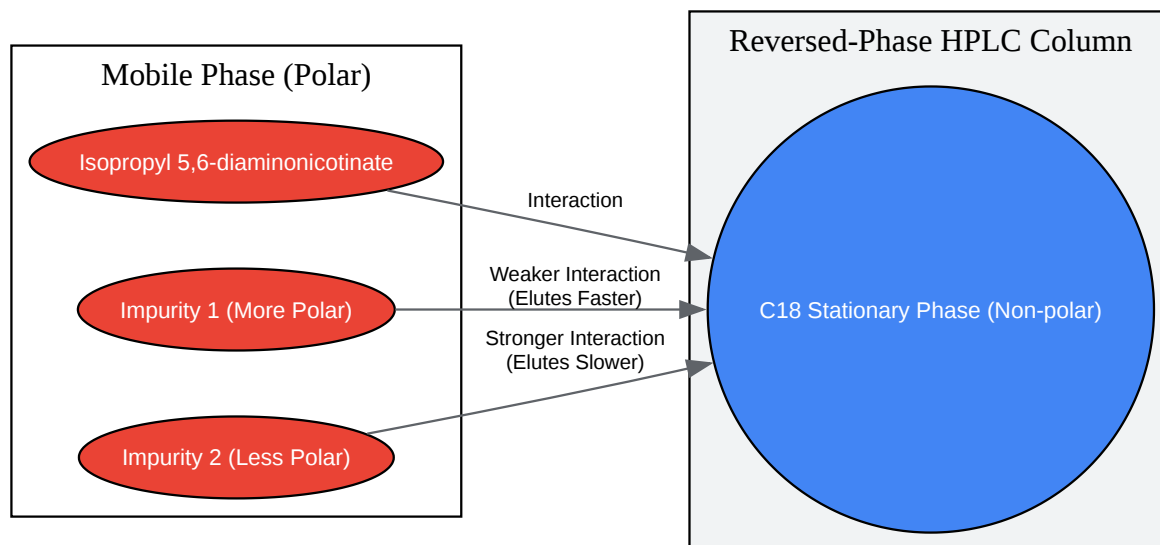 Mobile Phase (Polar)
Isopropyl 5,6-diaminonicotinate
Impurity 1 (More Polar)
Impurity 2 (Less Polar)
Interaction
Weaker Interaction
(Elutes Faster)
Stronger Interaction
(Elutes Slower)
Reversed-Phase HPLC Column
C18 Stationary Phase (Non-polar)